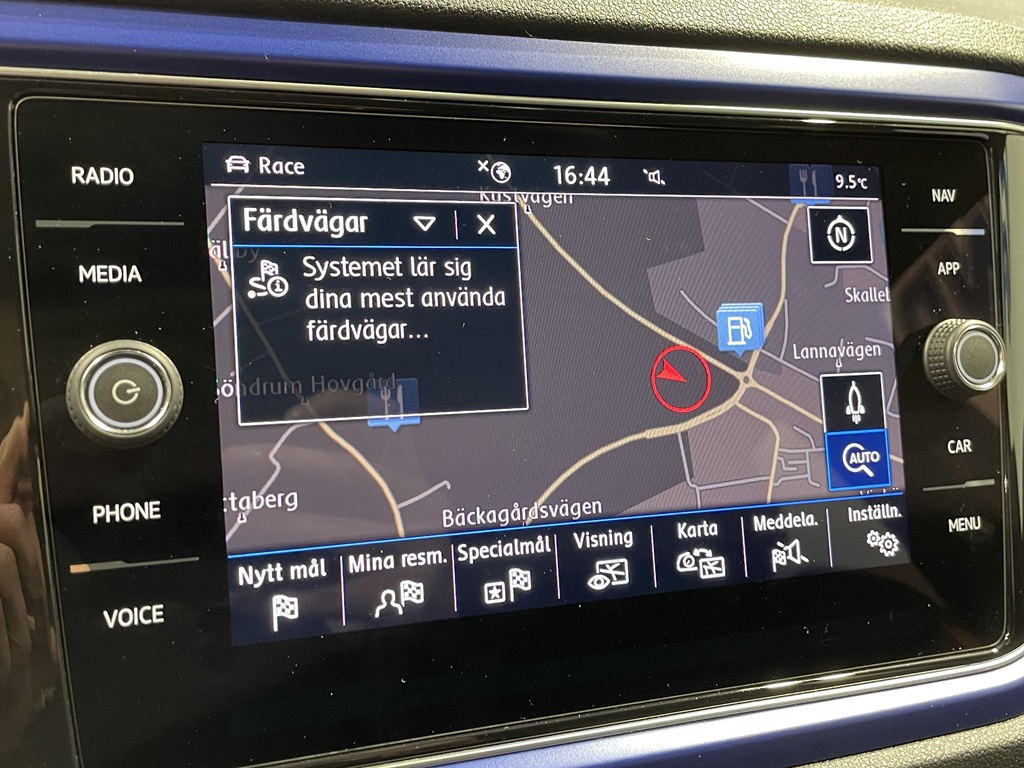 RADIO
MEDIA
PHONE
VOICE
Race
16:44
9.5°C
Kustvägen
Färdvägar
Systemet lär sig
dina mest använda
färdvägar...
N
Skallet
Lannavägen
öndrum Hovgård
AUTO
taberg
Bäckagårdsvägen
Nytt mål
Mina resm.
Specialmål
Visning
Karta
Meddela.
Inställn.
NAV
APP
CAR
MENU